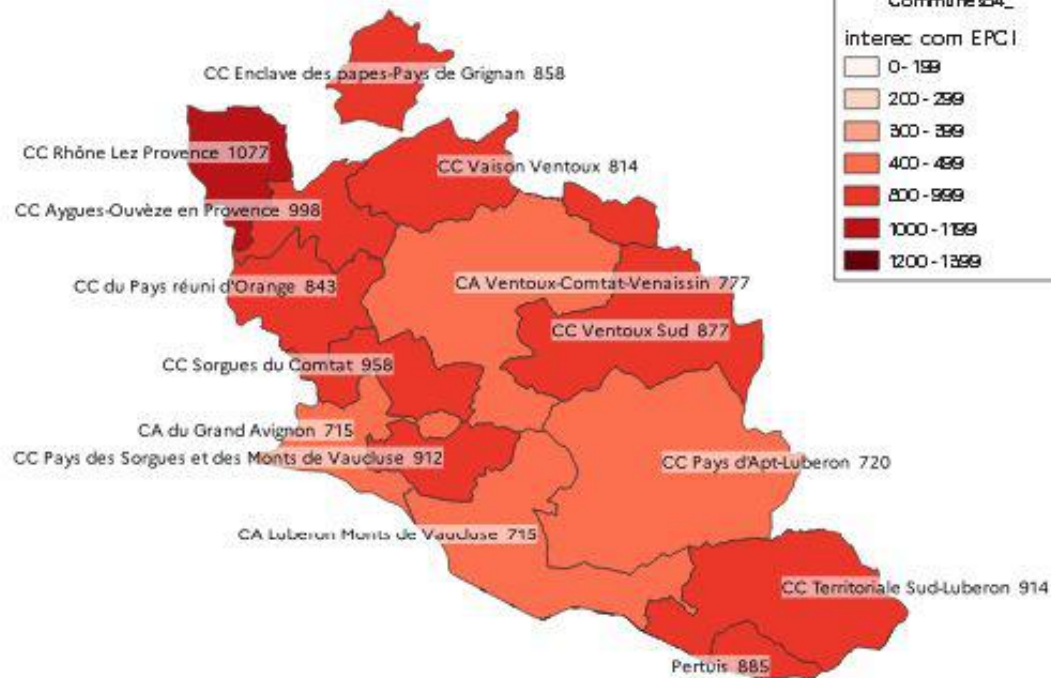 interec com EPCI
0-199
200-299
300-399
400-499
800-999
1000-1199
1200-1399
CC Enclave des papes-Pays de Grignan 858
CC Rhône Lez Provence 1077
CC Vaison Ventoux 814
CC Aygues-Ouvèze en Provence 998
CC du Pays réuni d'Orange 843
CA Ventoux-Comtat-Venaissin 777
CC Ventoux Sud 877
CC Sorgues du Comtat 958
CA du Grand Avignon 715
CC Pays des Sorgues et des Monts de Vaucluse 912
CC Pays d'Apt-Luberon 720
CA Luberon Monts de Vaucluse 715
CC Territoriale Sud-Luberon 914
Pertuis 885